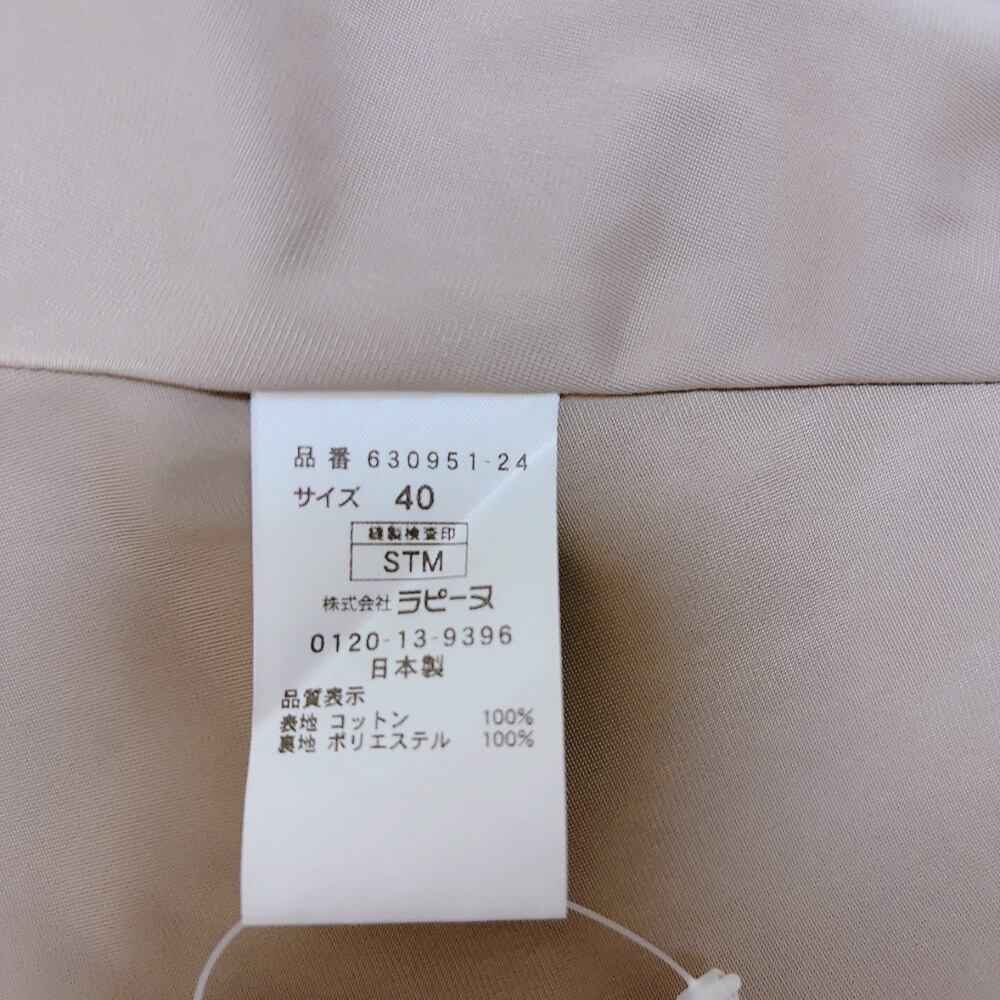 品番 630951-24
サイズ 40
縫製検査印
STM
株式会社 ラピーヌ
0120-13-9396
日本製
品質表示
表地 コットン 100%
裏地 ポリエステル 100%